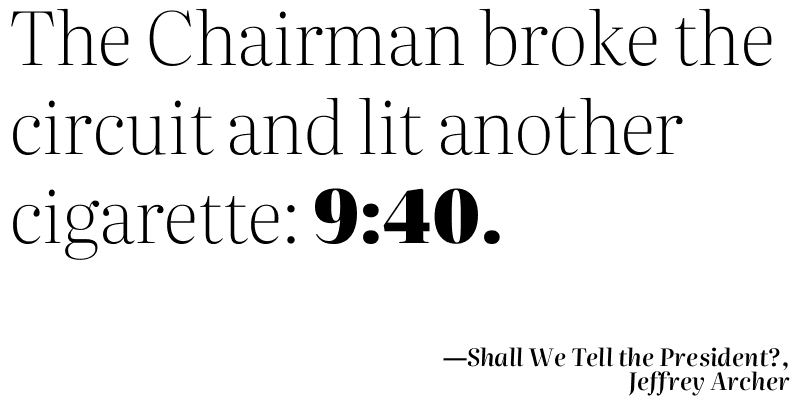 The Chairman broke the
circuit and lit another
cigarette: 9:40.
—Shall We Tell the President?,
Jeffrey Archer